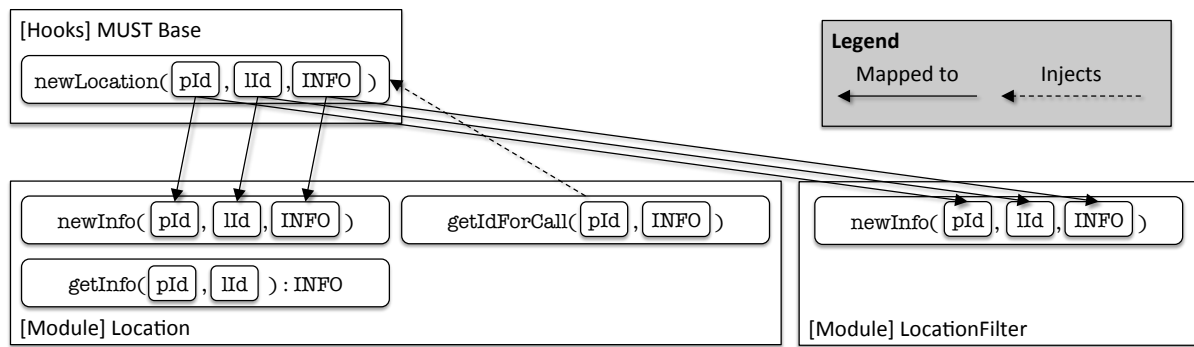 [Hooks] MUST Base
newLocation( pId , lId , INFO )
Legend
Mapped to Injects
newInfo( pId , lId , INFO ) getIdForCall( pId , INFO ) newInfo( pId , lId , INFO )
getInfo( pId , lId ) : INFO
[Module] Location [Module] LocationFilter